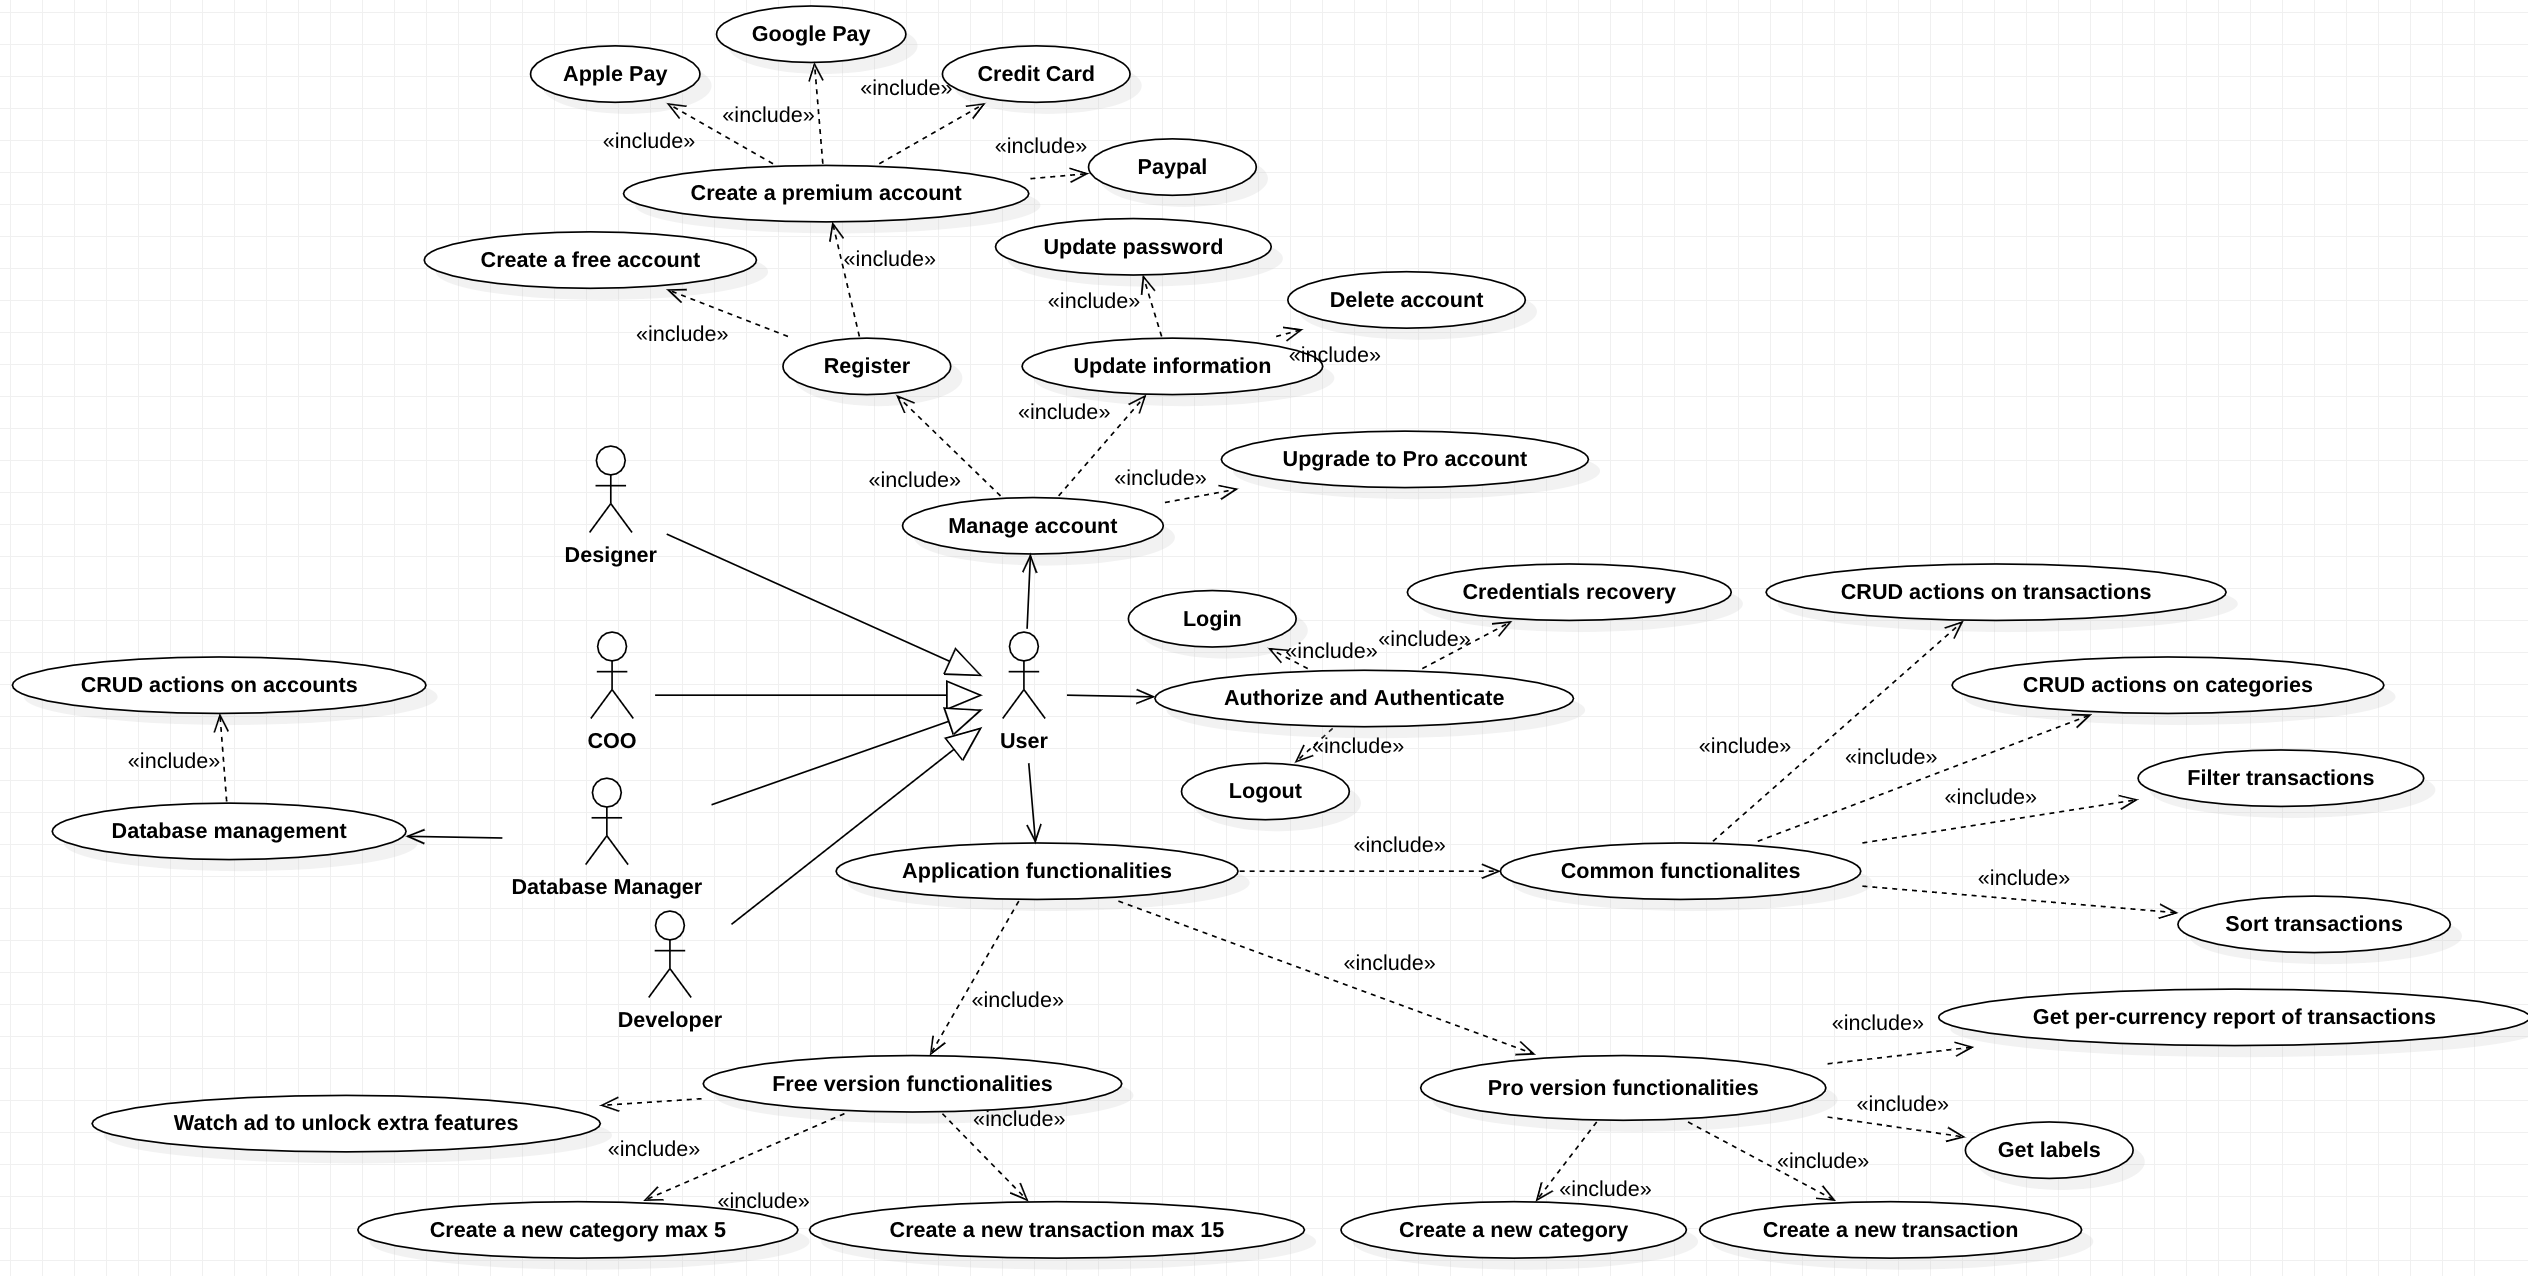 Google Pay
Apple Pay
Credit Card
«include»
«include»
«include»
«include»
Paypal
Create a premium account
Update password
Create a free account
«include»
Delete account
«include»
«include»
«include»
Register
Update information
«include»
Upgrade to Pro account
«include»
«include»
Manage account
Designer
Credentials recovery
CRUD actions on transactions
Login
«include»
«include»
CRUD actions on accounts
Authorize and Authenticate
CRUD actions on categories
COO
User
«include»
«include»
«include»
«include»
Filter transactions
Logout
«include»
Database management
«include»
Application functionalities
Common functionalites
«include»
Database Manager
Sort transactions
«include»
«include»
Developer
Get per-currency report of transactions
«include»
Free version functionalities
Pro version functionalities
«include»
Watch ad to unlock extra features
«include»
«include»
Get labels
«include»
«include»
«include»
Create a new category max 5
Create a new transaction max 15
Create a new category
Create a new transaction